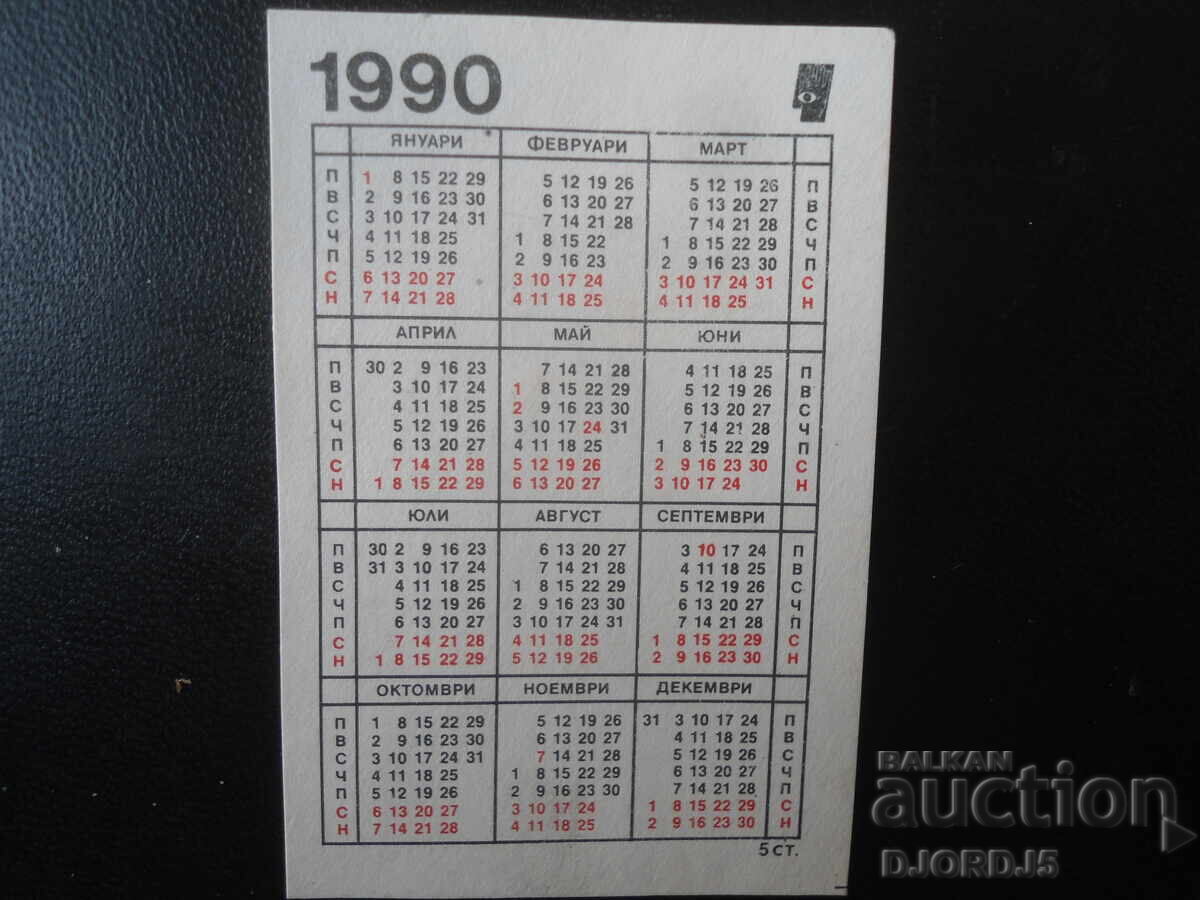 1990
ЯНУАРИ ФЕВРУАРИ МАРТ
П 1 8 15 22 29 5 12 19 26 5 12 19 26 П
В 2 9 16 23 30 6 13 20 27 6 13 20 27 В
С 3 10 17 24 31 7 14 21 28 7 14 21 28 С
Ч 4 11 18 25 1 8 15 22 1 8 15 22 29 Ч
П 5 12 19 26 2 9 16 23 2 9 16 23 30 П
С 6 13 20 27 3 10 17 24 3 10 17 24 31 С
Н 7 14 21 28 4 11 18 25 4 11 18 25 Н
АПРИЛ МАЙ ЮНИ
П 30 2 9 16 23 7 14 21 28 4 11 18 25 П
В 3 10 17 24 1 8 15 22 29 5 12 19 26 В
С 4 11 18 25 2 9 16 23 30 6 13 20 27 С
Ч 5 12 19 26 3 10 17 24 31 7 14 21 28 Ч
П 6 13 20 27 4 11 18 25 1 8 15 22 29 П
С 7 14 21 28 5 12 19 26 2 9 16 23 30 С
Н 1 8 15 22 29 6 13 20 27 3 10 17 24 Н
ЮЛИ АВГУСТ СЕПТЕМВРИ
П 30 2 9 16 23 6 13 20 27 3 10 17 24 П
В 31 3 10 17 24 7 14 21 28 4 11 18 25 В
С 4 11 18 25 1 8 15 22 29 5 12 19 26 С
Ч 5 12 19 26 2 9 16 23 30 6 13 20 27 Ч
П 6 13 20 27 3 10 17 24 31 7 14 21 28 П
С 7 14 21 28 4 11 18 25 1 8 15 22 29 С
Н 1 8 15 22 29 5 12 19 26 2 9 16 23 30 Н
ОКТОМВРИ НОЕМВРИ ДЕКЕМВРИ
П 1 8 15 22 29 5 12 19 26 31 3 10 17 24 П
В 2 9 16 23 30 6 13 20 27 4 11 18 25 В
С 3 10 17 24 31 7 14 21 28 5 12 19 26 С
Ч 4 11 18 25 1 8 15 22 29 6 13 20 27 Ч
П 5 12 19 26 2 9 16 23 30 7 14 21 28 П
С 6 13 20 27 3 10 17 24 1 8 15 22 29 С
Н 7 14 21 28 4 11 18 25 2 9 16 23 30 Н
5 СТ.
BALKAN
auction
DJORDJ5